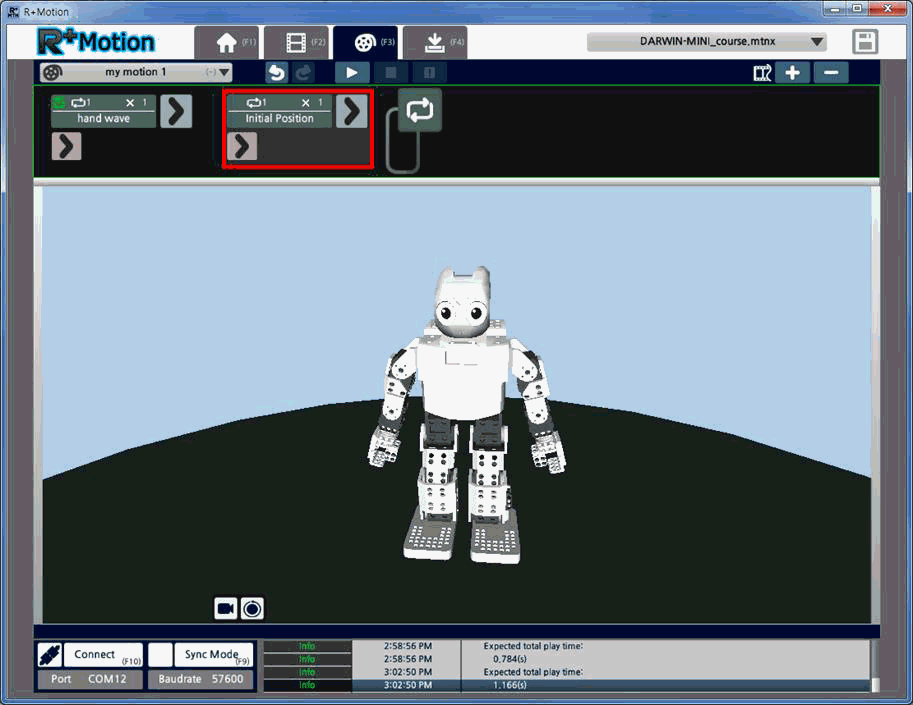 R+Motion
R+Motion
(F1)
(F2)
(F3)
(F4)
DARWIN-MINI_course.mtnx
my motion 1 (-)
1 X 1
hand wave
1 X 1
Initial Position
Connect (F10)
Sync Mode (F9)
Port COM12
Baudrate 57600
Info 2:58:56 PM Expected total play time:
Info 2:58:56 PM 0.784(s)
Info 3:02:50 PM Expected total play time:
Info 3:02:50 PM 1.166(s)